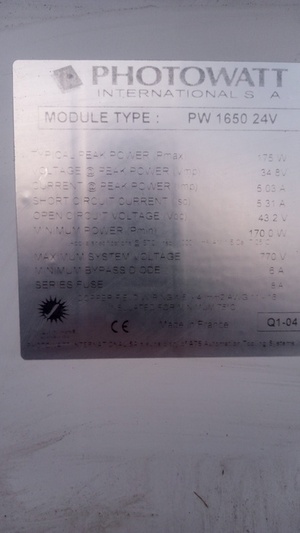 PHOTOWATT
INTERNATIONAL S A
MODULE TYPE : PW 1650 24V
TYPICAL PEAK POWER (Pmax 175 W
VOLTAGE @ PEAK POWER (Vmp) 34.8V
CURRENT @ PEAK POWER (Imp) 5.03 A
SHORT CIRCUIT CURRENT (Isc) 5.31 A
OPEN CIRCUIT VOLTAGE (Voc) 43.2 V
MINIMUM POWER (Pmin) 170.0 W
MAXIMUM SYSTEM VOLTAGE 770 V
MINIMUM BYPASS DIODE 6 A
SERIES FUSE
CE Made in France Q1-04